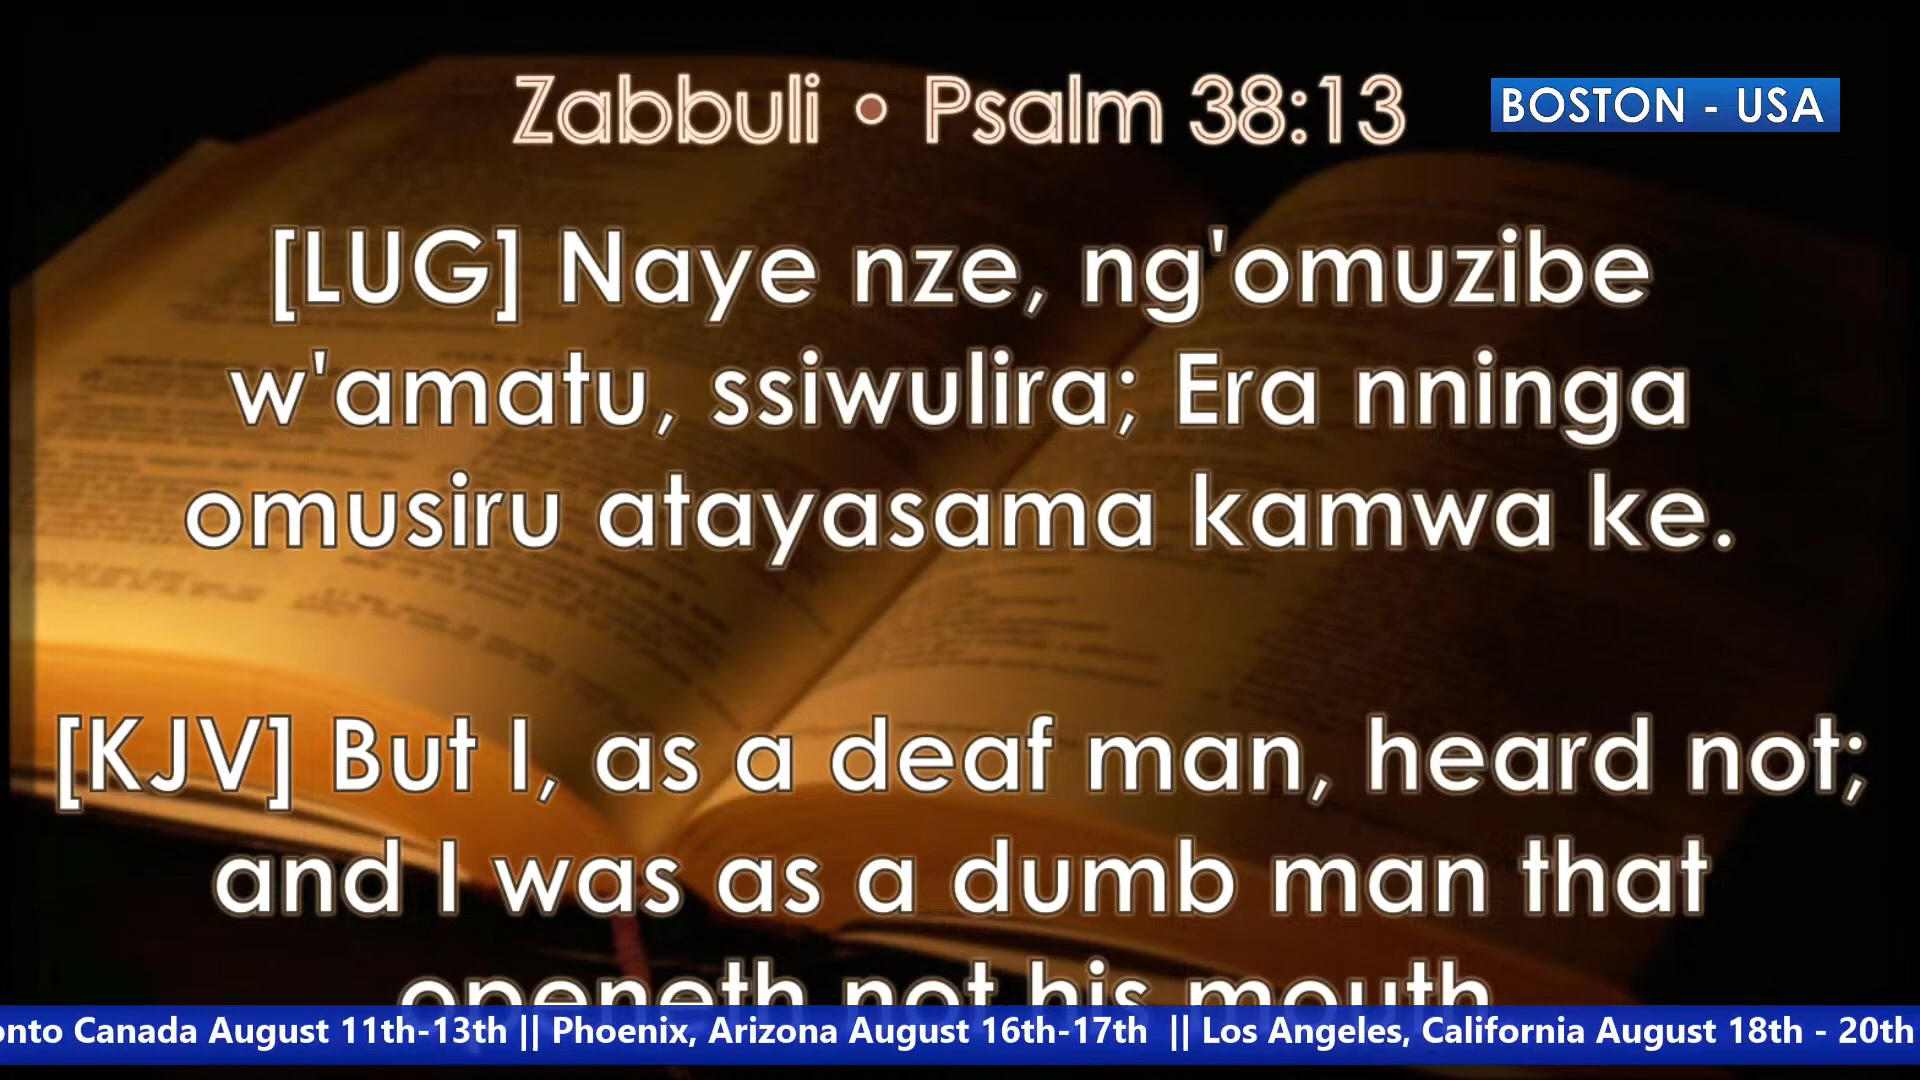 Zabbuli • Psalm 38:13
BOSTON - USA
[LUG] Naye nze, ng'omuzibe
w'amatu, ssiwulira; Era nninga
omusiru atayasama kamwa ke.
[KJV] But I, as a deaf man, heard not;
and I was as a dumb man that
openeth not his mouth
onto Canada August 11th-13th || Phoenix, Arizona August 16th-17th || Los Angeles, California August 18th - 20th